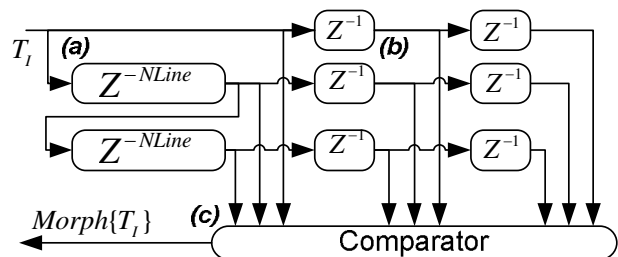 T_I (a) Z^{-1} (b) Z^{-1}
Z^{-NLine} Z^{-1} Z^{-1}
Z^{-NLine} Z^{-1} Z^{-1}
(c)
Morph{T_I} Comparator